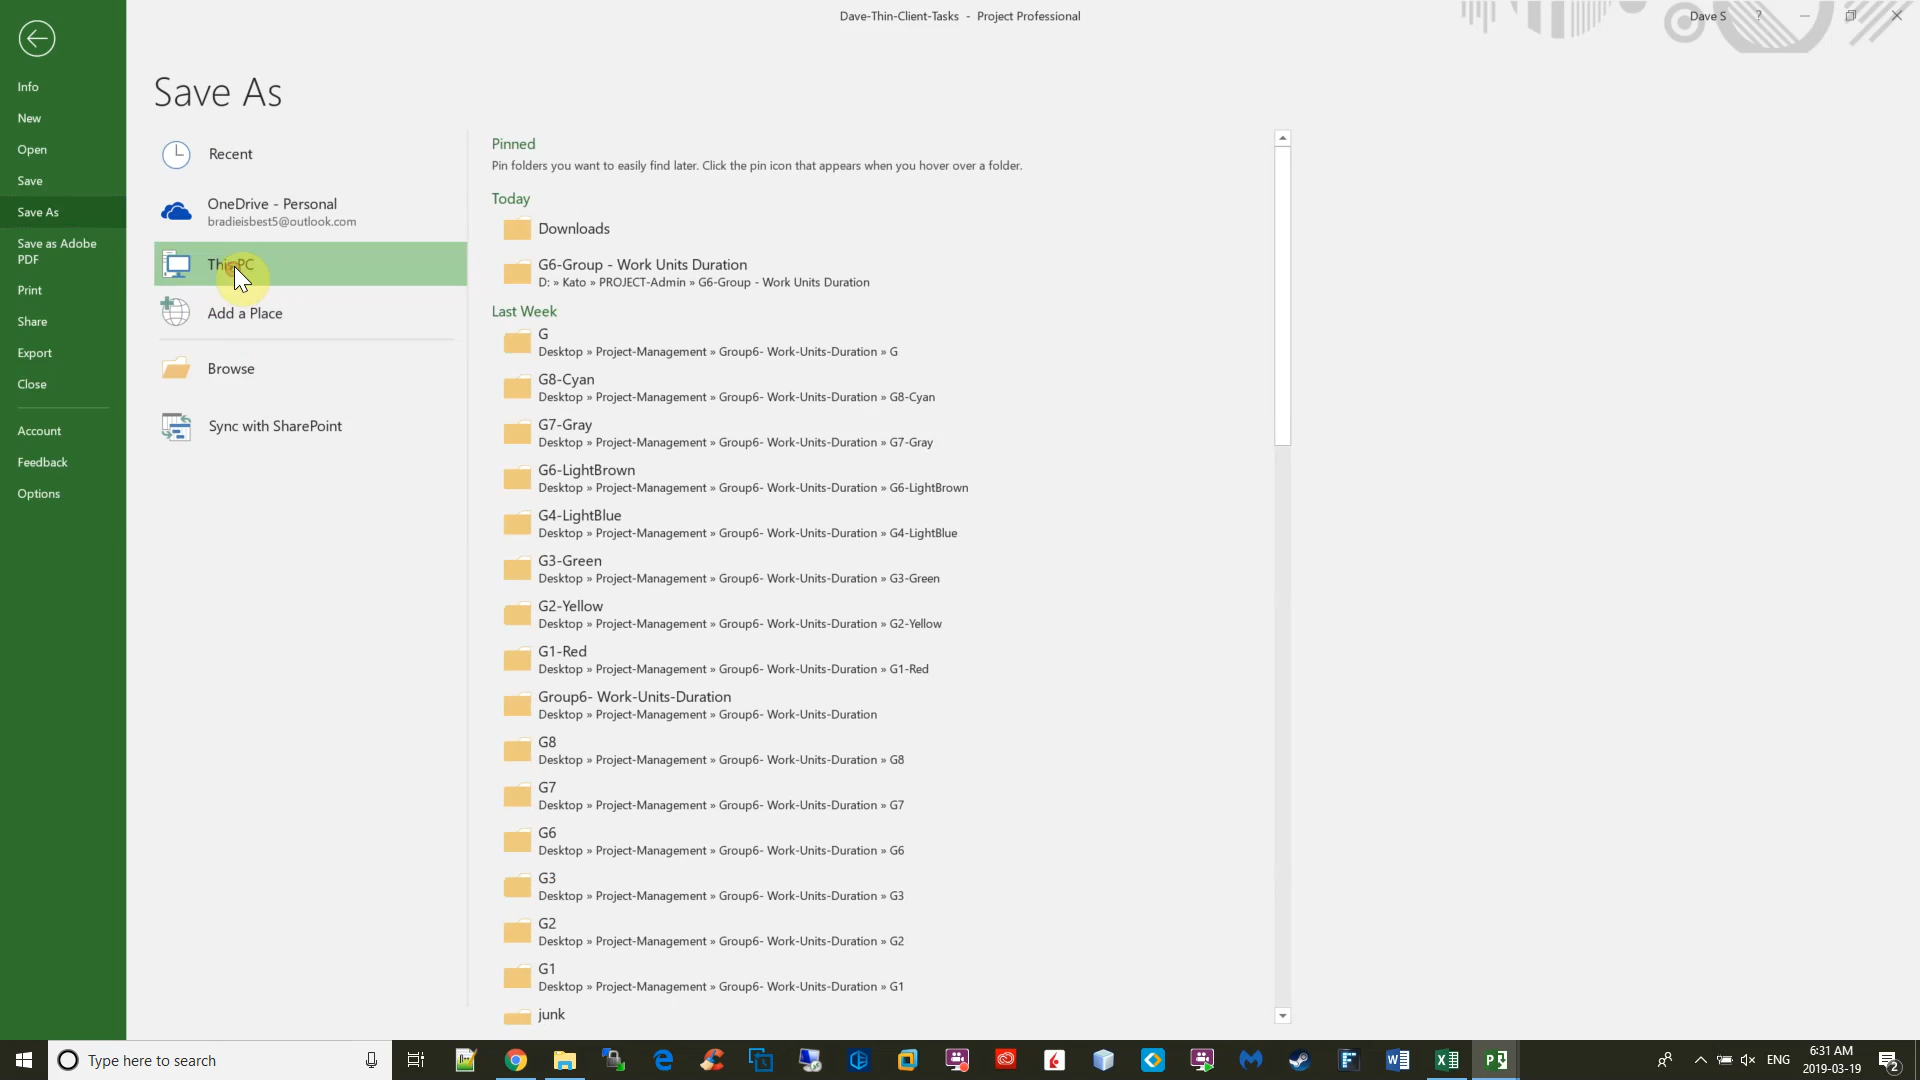 Dave-Thin-Client-Tasks - Project Professional
Dave S
?
Info
New
Open
Save
Save As
Save as Adobe
PDF
Print
Share
Export
Close
Account
Feedback
Options
Save As
Recent
OneDrive - Personal
bradieisbest5@outlook.com
This PC
Add a Place
Browse
Sync with SharePoint
Pinned
Pin folders you want to easily find later. Click the pin icon that appears when you hover over a folder.
Today
Downloads
G6-Group - Work Units Duration
D: » Kato » PROJECT-Admin » G6-Group - Work Units Duration
Last Week
G
Desktop » Project-Management » Group6- Work-Units-Duration » G
G8-Cyan
Desktop » Project-Management » Group6- Work-Units-Duration » G8-Cyan
G7-Gray
Desktop » Project-Management » Group6- Work-Units-Duration » G7-Gray
G6-LightBrown
Desktop » Project-Management » Group6- Work-Units-Duration » G6-LightBrown
G4-LightBlue
Desktop » Project-Management » Group6- Work-Units-Duration » G4-LightBlue
G3-Green
Desktop » Project-Management » Group6- Work-Units-Duration » G3-Green
G2-Yellow
Desktop » Project-Management » Group6- Work-Units-Duration » G2-Yellow
G1-Red
Desktop » Project-Management » Group6- Work-Units-Duration » G1-Red
Group6- Work-Units-Duration
Desktop » Project-Management » Group6- Work-Units-Duration
G8
Desktop » Project-Management » Group6- Work-Units-Duration » G8
G7
Desktop » Project-Management » Group6- Work-Units-Duration » G7
G6
Desktop » Project-Management » Group6- Work-Units-Duration » G6
G3
Desktop » Project-Management » Group6- Work-Units-Duration » G3
G2
Desktop » Project-Management » Group6- Work-Units-Duration » G2
G1
Desktop » Project-Management » Group6- Work-Units-Duration » G1
junk
Type here to search
ENG
6:31 AM
2019-03-19
2